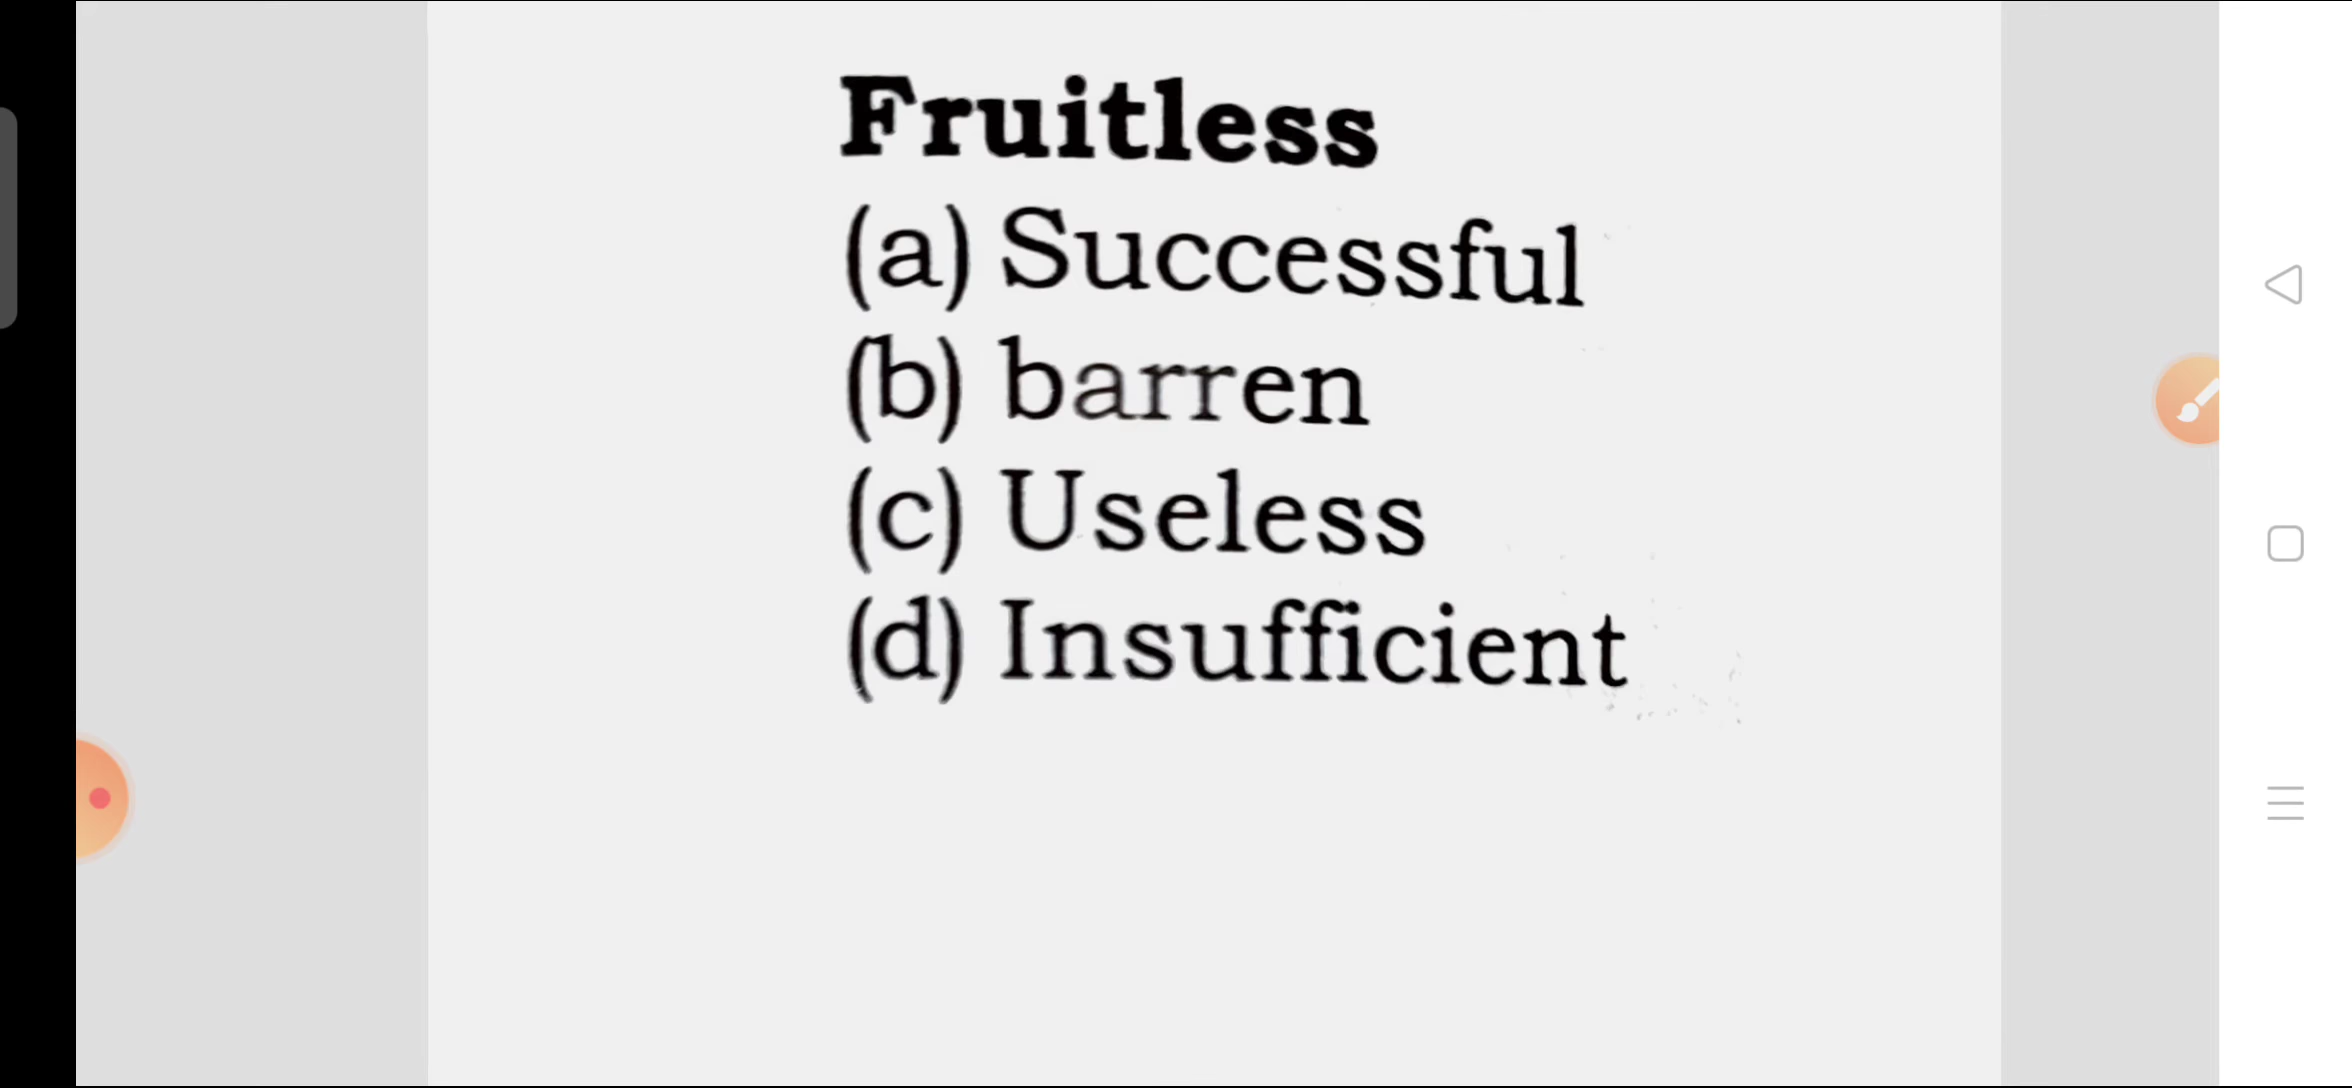 Fruitless
(a) Successful
(b) barren
(c) Useless
(d) Insufficient